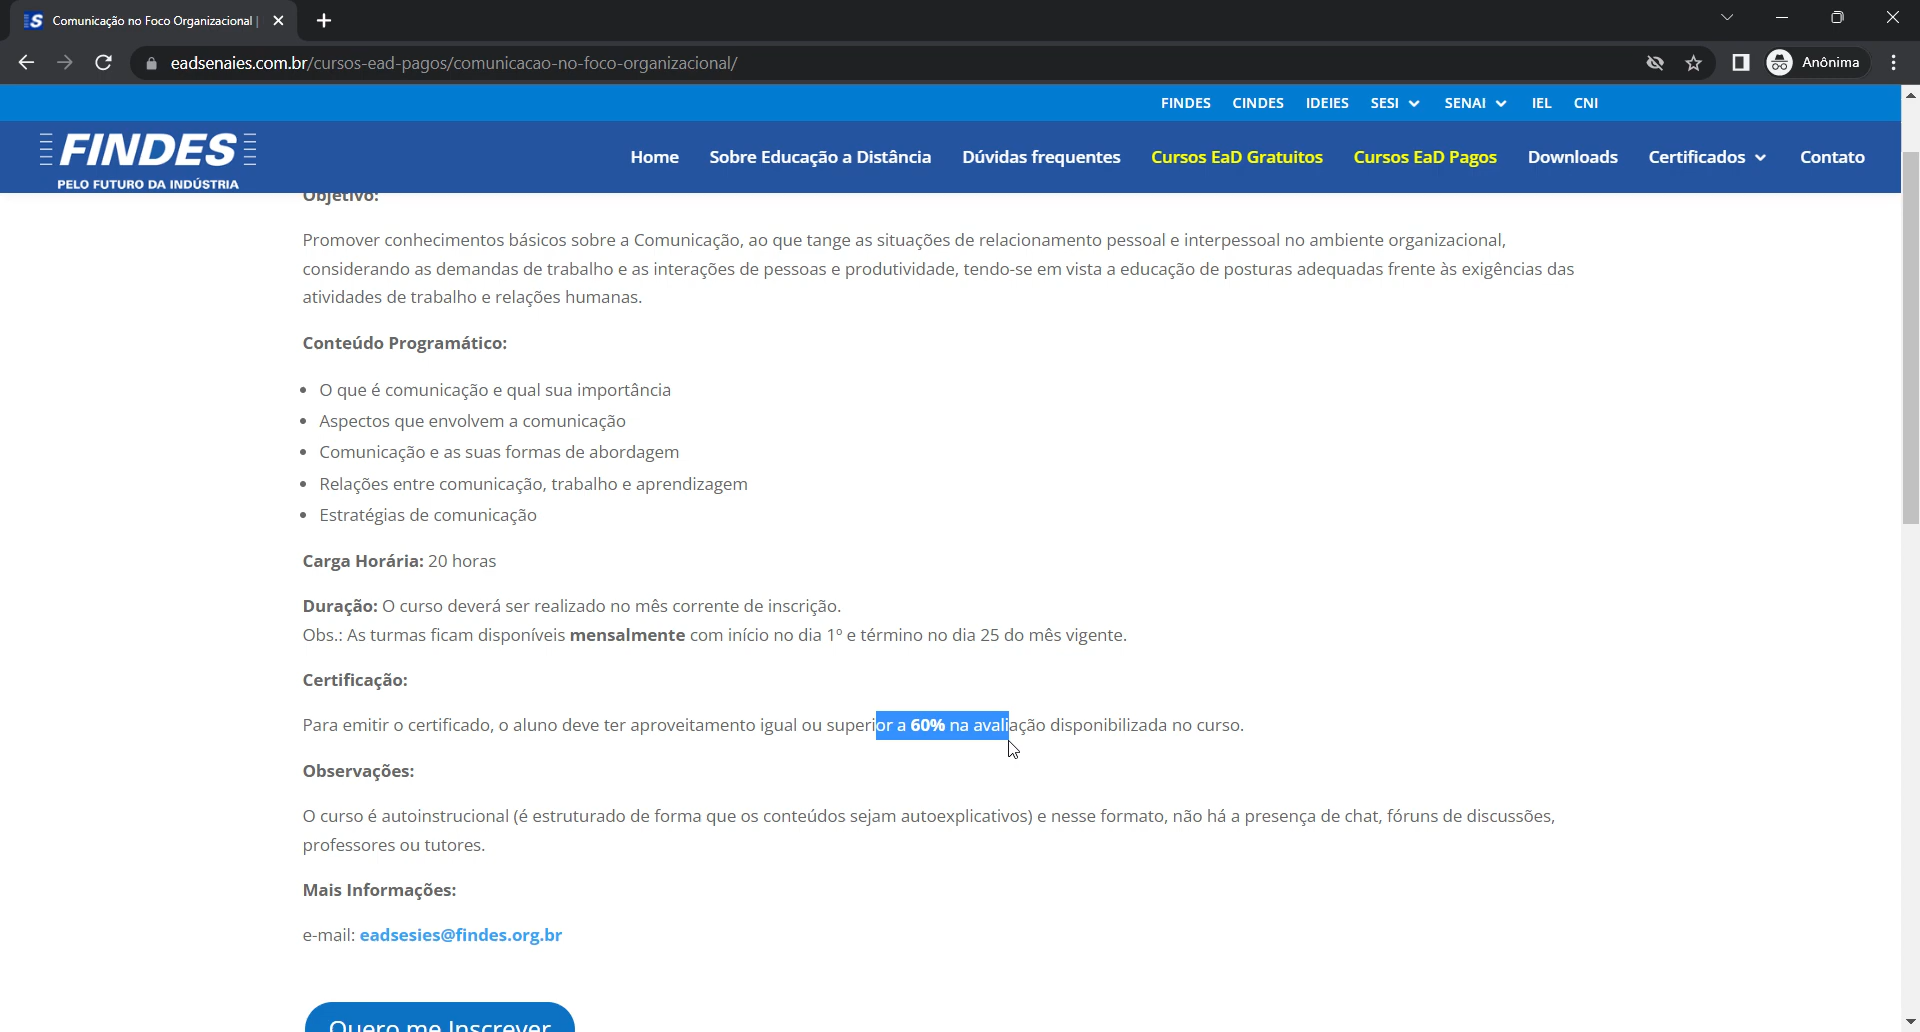 Comunicação no Foco Organizacional |
eadsenaies.com.br/cursos-ead-pagos/comunicacao-no-foco-organizacional/
Anônima
FINDES CINDES IDEIES SESI SENAI IEL CNI
FINDES
PELO FUTURO DA INDÚSTRIA
Home Sobre Educação a Distância Dúvidas frequentes Cursos EaD Gratuitos Cursos EaD Pagos Downloads Certificados Contato
Objetivo:
Promover conhecimentos básicos sobre a Comunicação, ao que tange as situações de relacionamento pessoal e interpessoal no ambiente organizacional,
considerando as demandas de trabalho e as interações de pessoas e produtividade, tendo-se em vista a educação de posturas adequadas frente às exigências das
atividades de trabalho e relações humanas.
Conteúdo Programático:
• O que é comunicação e qual sua importância
• Aspectos que envolvem a comunicação
• Comunicação e as suas formas de abordagem
• Relações entre comunicação, trabalho e aprendizagem
• Estratégias de comunicação
Carga Horária: 20 horas
Duração: O curso deverá ser realizado no mês corrente de inscrição.
Obs.: As turmas ficam disponíveis mensalmente com início no dia 1º e término no dia 25 do mês vigente.
Certificação:
Para emitir o certificado, o aluno deve ter aproveitamento igual ou superior a 60% na avaliação disponibilizada no curso.
Observações:
O curso é autoinstrucional (é estruturado de forma que os conteúdos sejam autoexplicativos) e nesse formato, não há a presença de chat, fóruns de discussões,
professores ou tutores.
Mais Informações:
e-mail: eadsesies@findes.org.br
Quero me Inscrever